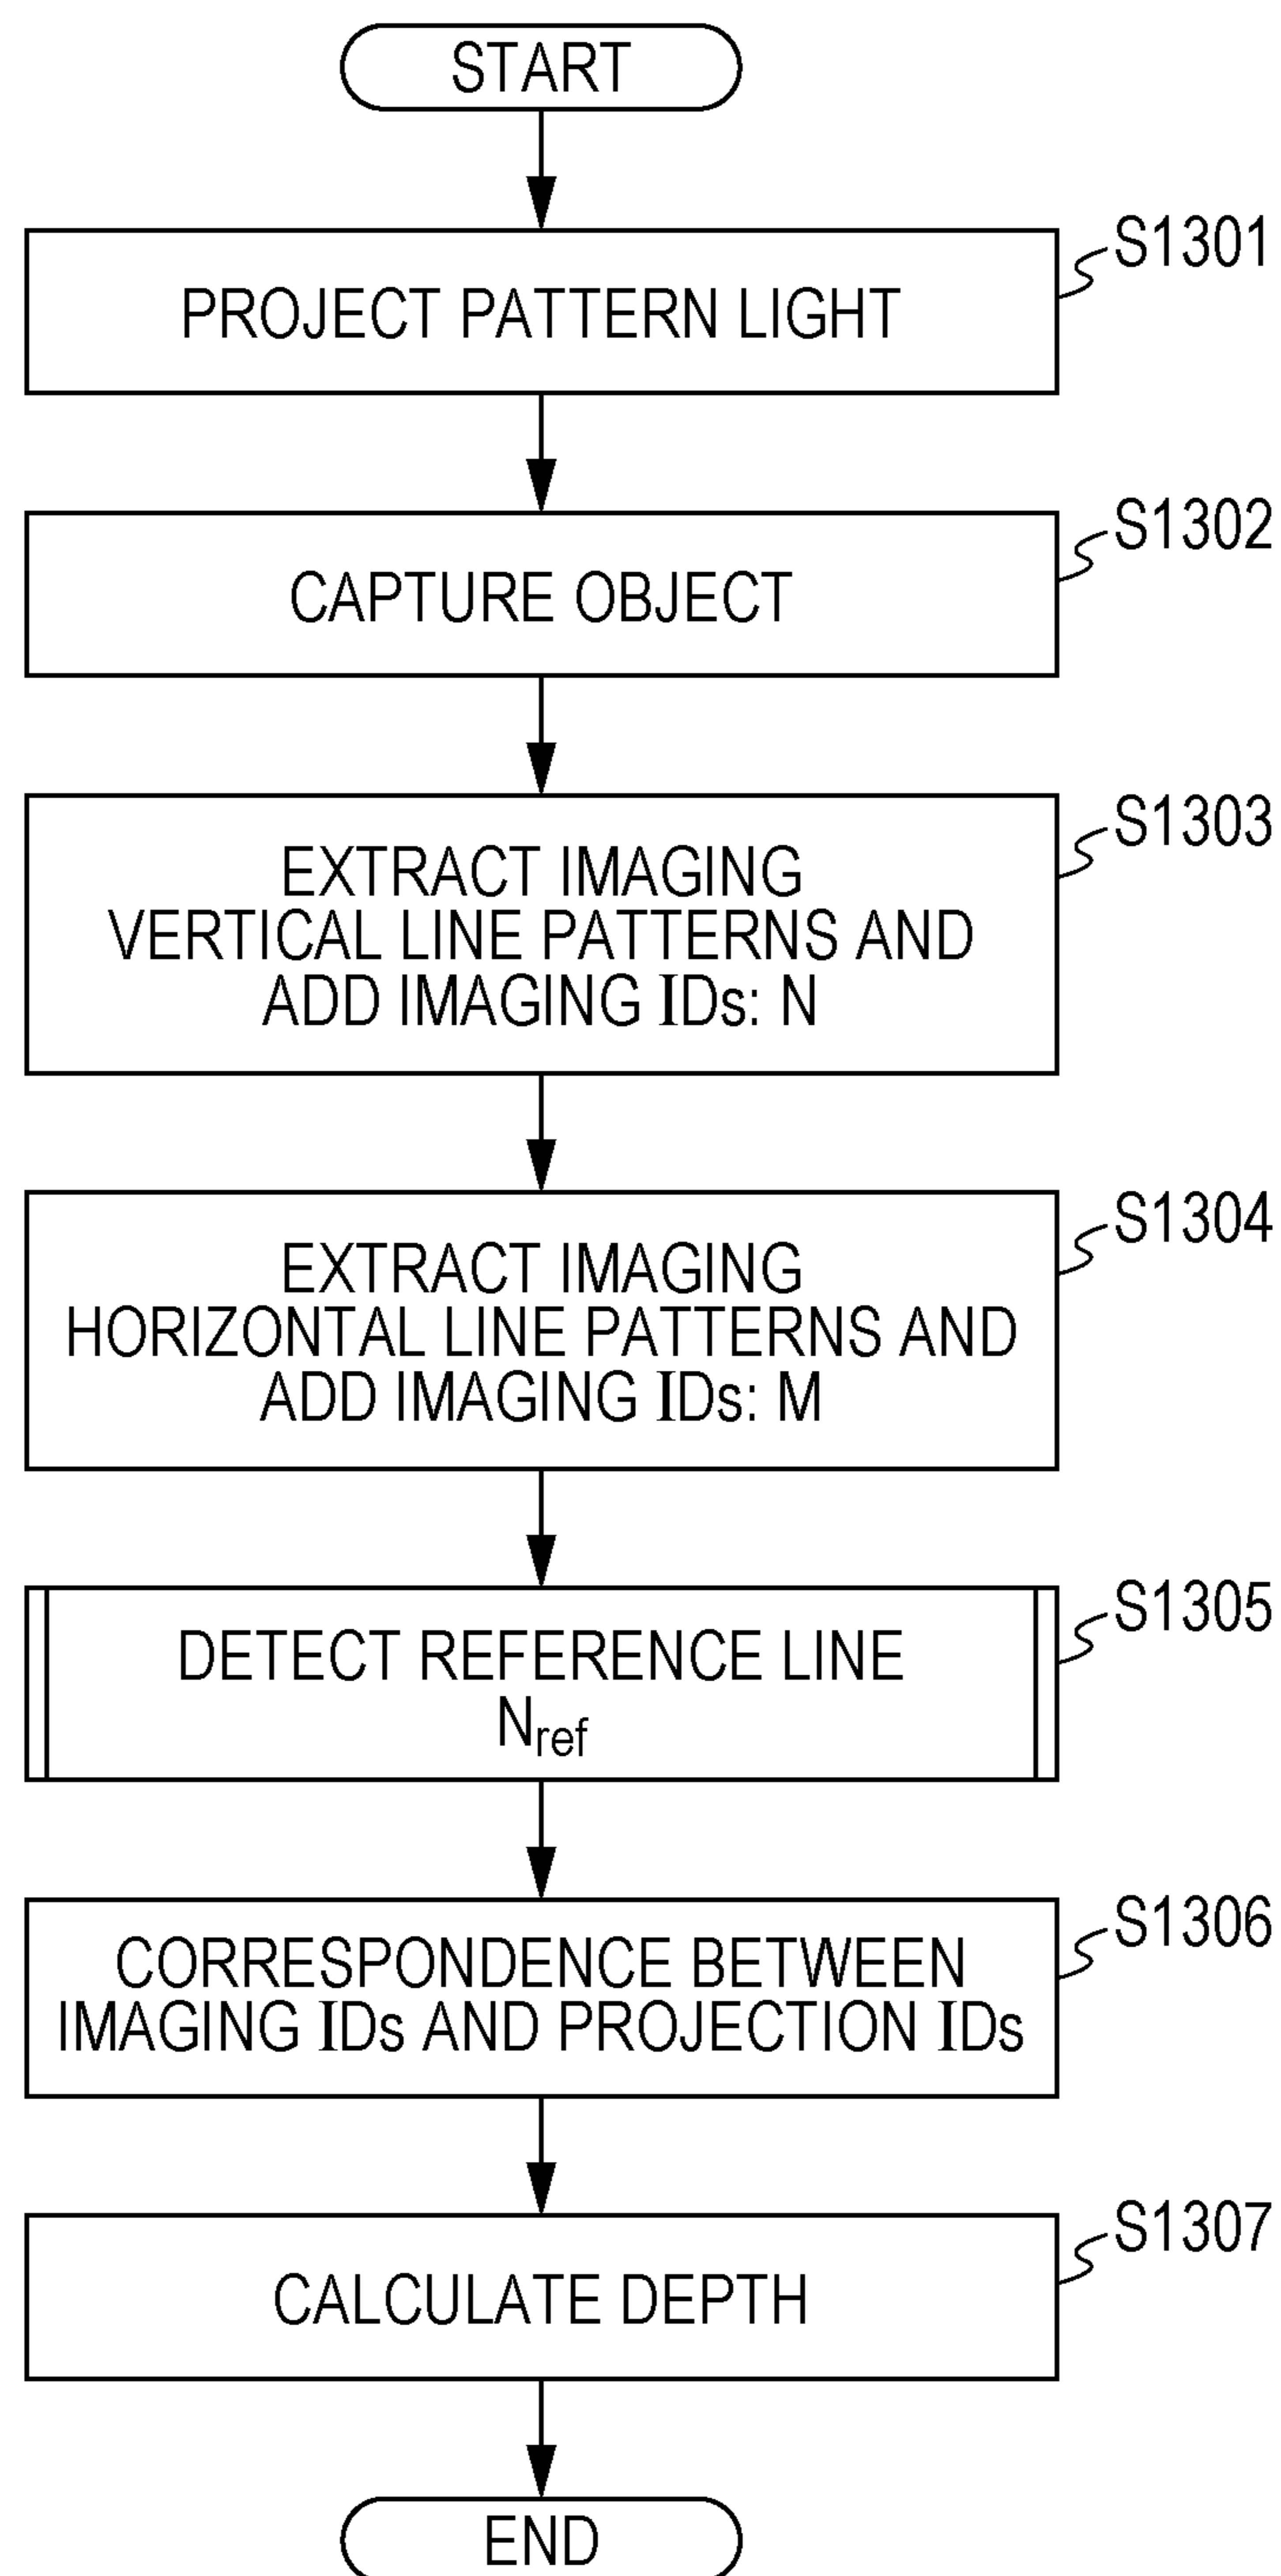 START
S1301
PROJECT PATTERN LIGHT
S1302
CAPTURE OBJECT
S1303
EXTRACT IMAGING
VERTICAL LINE PATTERNS AND
ADD IMAGING IDs: N
S1304
EXTRACT IMAGING
HORIZONTAL LINE PATTERNS AND
ADD IMAGING IDs: M
S1305
DETECT REFERENCE LINE
Nref
S1306
CORRESPONDENCE BETWEEN
IMAGING IDs AND PROJECTION IDs
S1307
CALCULATE DEPTH
END